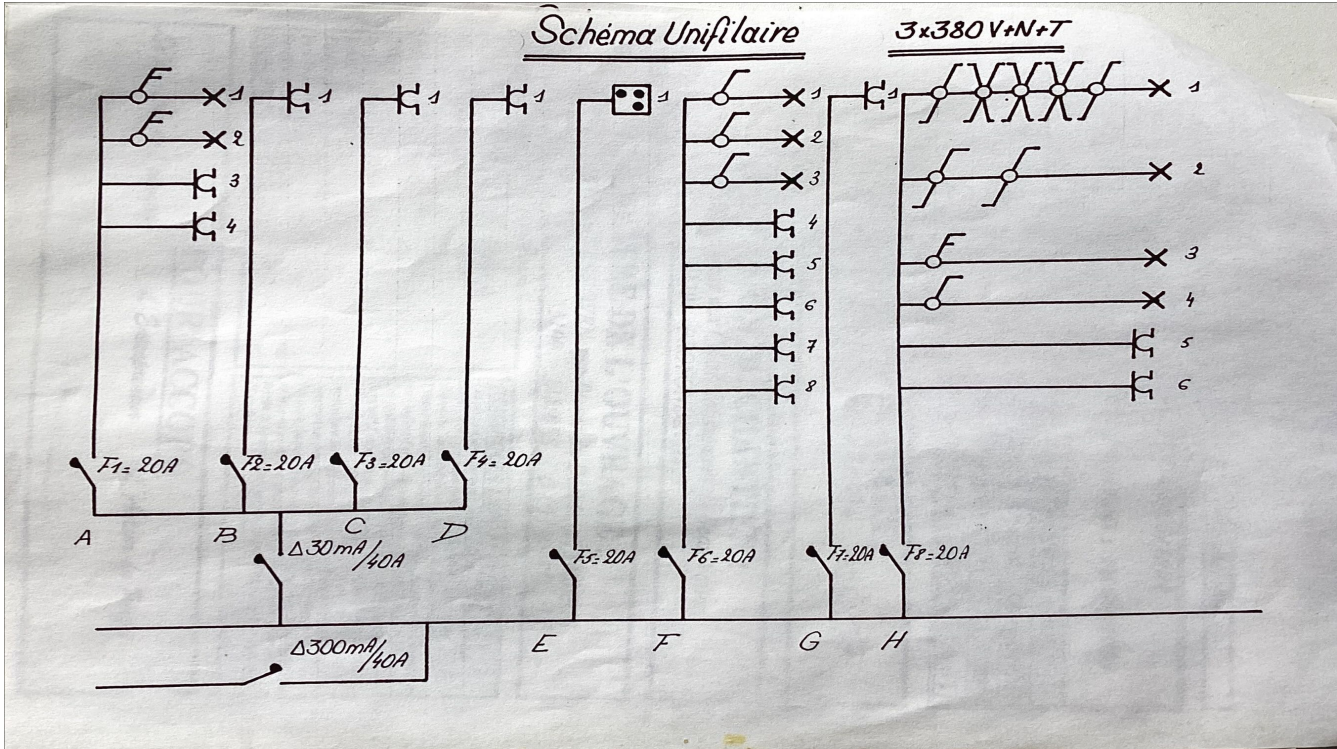 Schéma Unifilaire
3x380V+N+T
1 1 1 1 1 1 1 1
2 2 2
3 3 3
4 4 4
5 5
6 6
7
8
F1=20A F2=20A F3=20A F4=20A
A B C D
Δ30mA/40A
F5=20A F6=20A F7=20A F8=20A
E F G H
Δ300mA/40A